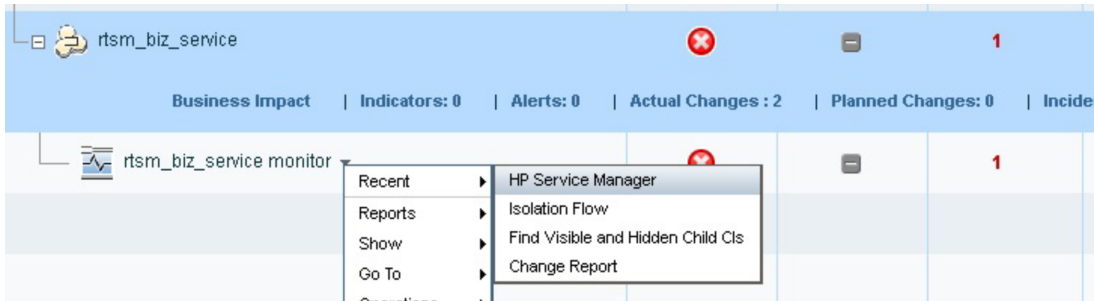 rtsm_biz_service 1
Business Impact | Indicators: 0 | Alerts: 0 | Actual Changes : 2 | Planned Changes: 0 |
rtsm_biz_service monitor 1
Recent
HP Service Manager
Reports
Isolation Flow
Show
Find Visible and Hidden Child CIs
Go To
Change Report